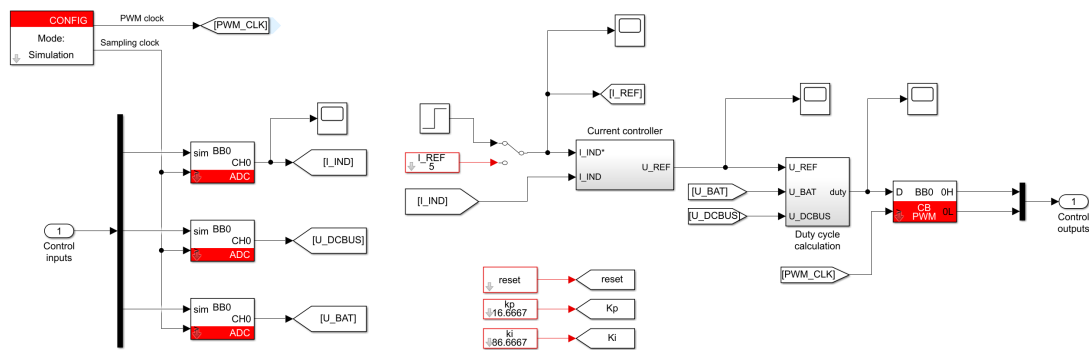 CONFIG
Mode:
Simulation
PWM clock
Sampling clock
[PWM_CLK]
sim BB0
CH0
ADC
[I_IND]
sim BB0
CH0
ADC
[U_DCBUS]
sim BB0
CH0
ADC
[U_BAT]
1
Control
inputs
[I_REF]
I_REF
5
[I_IND]
Current controller
I_IND*
I_IND
U_REF
[U_BAT]
[U_DCBUS]
U_REF
U_BAT
U_DCBUS
duty
Duty cycle
calculation
[PWM_CLK]
D BB0 0H
CB 0L
PWM
1
Control
outputs
reset
reset
kp
16.6667
Kp
ki
86.6667
Ki